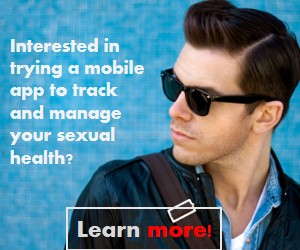 Interested in
trying a mobile
app to track
and manage
your sexual
health?
Learn more!